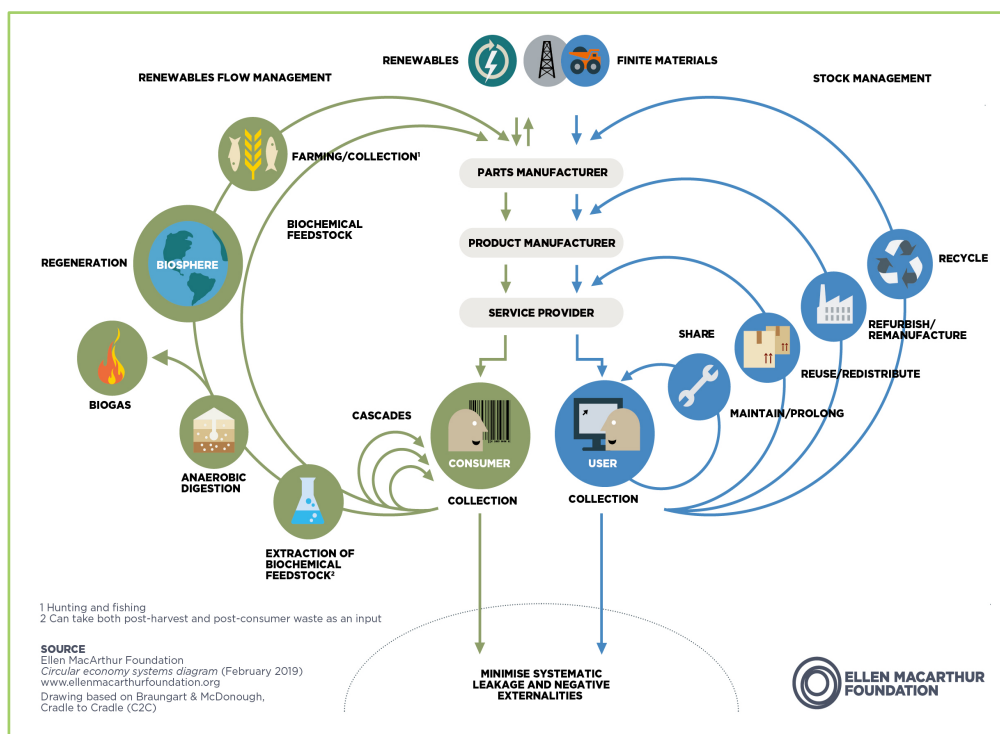 RENEWABLES
FINITE MATERIALS
RENEWABLES FLOW MANAGEMENT
STOCK MANAGEMENT
FARMING/COLLECTION¹
PARTS MANUFACTURER
BIOCHEMICAL
FEEDSTOCK
PRODUCT MANUFACTURER
REGENERATION
BIOSPHERE
RECYCLE
SERVICE PROVIDER
SHARE
REFURBISH/
REMANUFACTURE
REUSE/REDISTRIBUTE
BIOGAS
CASCADES
MAINTAIN/PROLONG
CONSUMER
USER
ANAEROBIC
DIGESTION
COLLECTION
COLLECTION
EXTRACTION OF
BIOCHEMICAL
FEEDSTOCK²
1 Hunting and fishing
2 Can take both post-harvest and post-consumer waste as an input
SOURCE
Ellen MacArthur Foundation
Circular economy systems diagram (February 2019)
www.ellenmacarthurfoundation.org
Drawing based on Braungart & McDonough,
Cradle to Cradle (C2C)
MINIMISE SYSTEMATIC
LEAKAGE AND NEGATIVE
EXTERNALITIES
ELLEN MACARTHUR
FOUNDATION